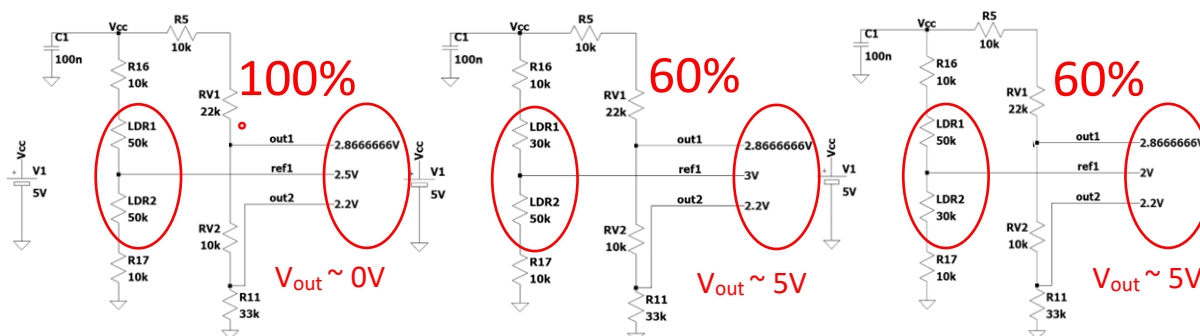 Vcc
R5
10k
C1
100n
R16
10k
100%
RV1
22k
LDR1
50k
out1
2.8666666V
Vcc
V1
5V
ref1
2.5V
LDR2
50k
out2
2.2V
RV2
10k
R17
10k
Vout ~ 0V
R11
33k
Vcc
R5
10k
C1
100n
R16
10k
60%
RV1
22k
LDR1
30k
out1
2.8666666V
Vcc
V1
5V
ref1
3V
LDR2
50k
out2
2.2V
RV2
10k
R17
10k
Vout ~ 5V
R11
33k
Vcc
R5
10k
C1
100n
R16
10k
60%
RV1
22k
LDR1
50k
out1
2.8666666V
Vcc
V1
5V
ref1
2V
LDR2
30k
out2
2.2V
RV2
10k
R17
10k
Vout ~ 5V
R11
33k